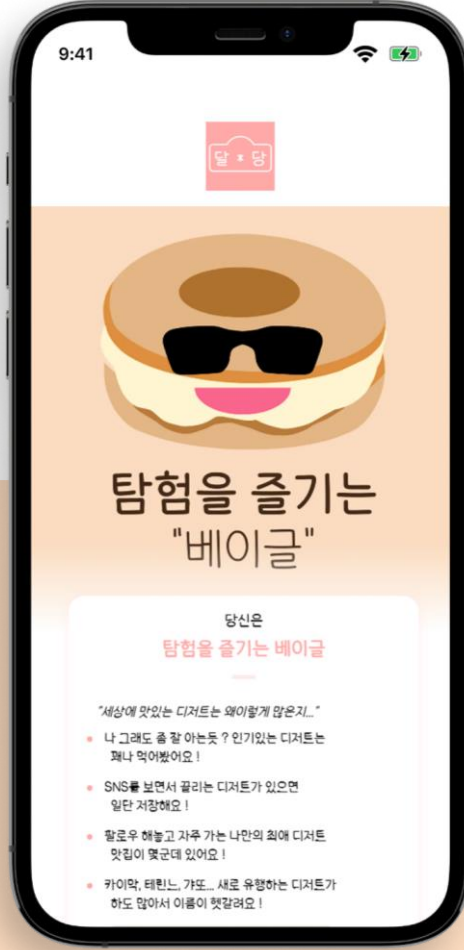 9:41
달 당
탐험을 즐기는
"베이글"
당신은
탐험을 즐기는 베이글
"세상에 맛있는 디저트는 왜이렇게 많은지..."
나 그래도 좀 잘 아는듯 ? 인기있는 디저트는
꽤나 먹어봤어요 !
SNS를 보면서 끌리는 디저트가 있으면
일단 저장해요 !
팔로우 해놓고 자주 가는 나만의 최애 디저트
맛집이 몇군데 있어요 !
카이막, 테린느, 갸또... 새로 유행하는 디저트가
하도 많아서 이름이 헷갈려요 !